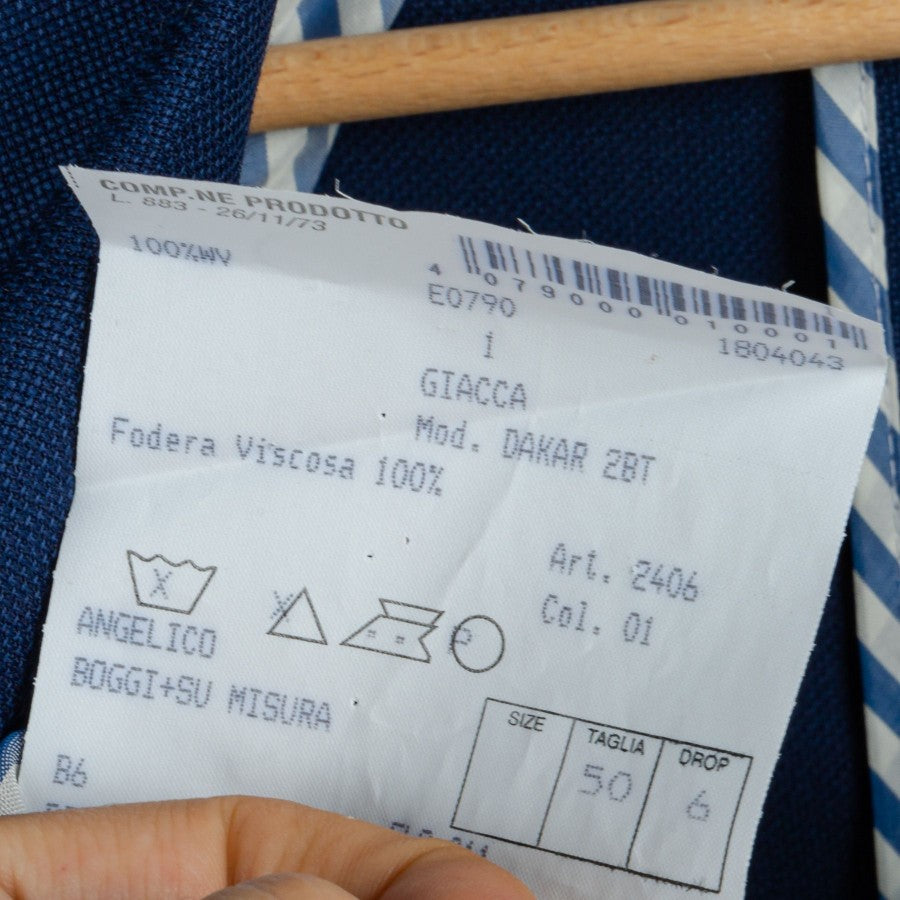 COMP.NE PRODOTTO
L. 883 - 26/11/73
100%WV
4 079000 010001
E0790
1804043
1
GIACCA
Mod. DAKAR 2BT
Fodera Viscosa 100%
Art. 2406
Col. 01
X
X
P
ANGELICO
BOGGI+SU MISURA
SIZE TAGLIA DROP
50 6
B6